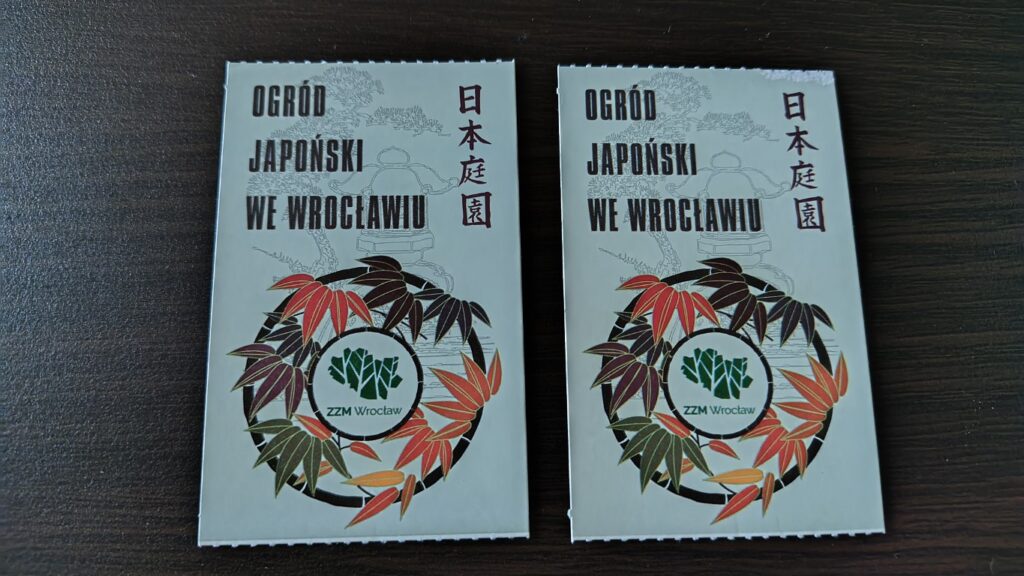 OGRÓD
JAPOŃSKI
WE WROCŁAWIU
日本庭園
ZZM Wrocław
OGRÓD
JAPOŃSKI
WE WROCŁAWIU
日本庭園
ZZM Wrocław